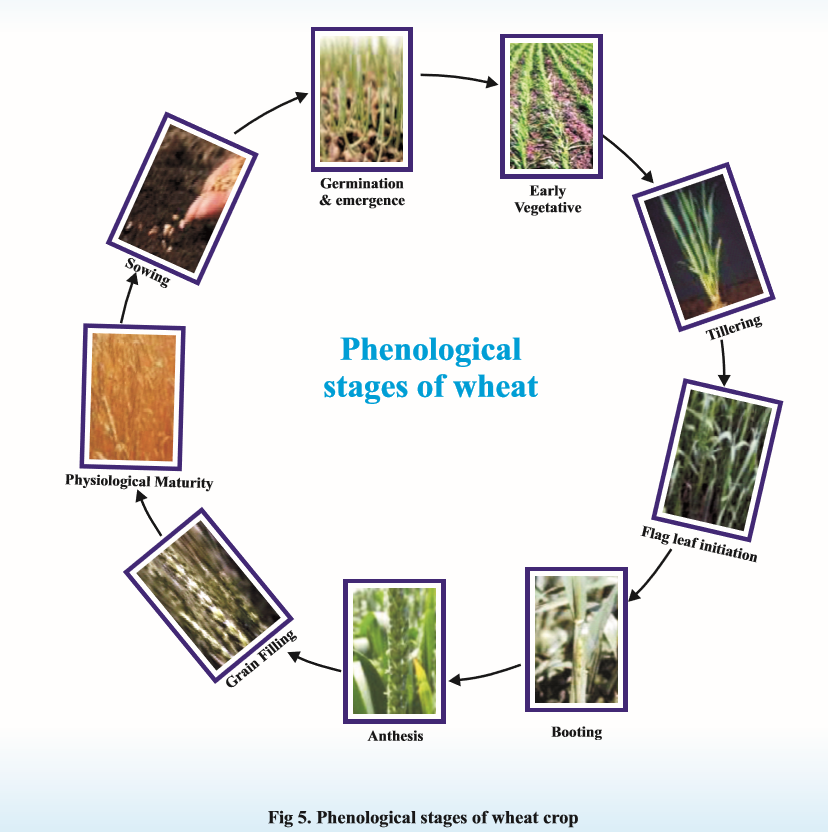 Germination
& emergence
Early
Vegetative
Sowing
Tillering
Phenological
stages of wheat
Physiological Maturity
Flag leaf initiation
Grain Filling
Anthesis
Booting
Fig 5. Phenological stages of wheat crop